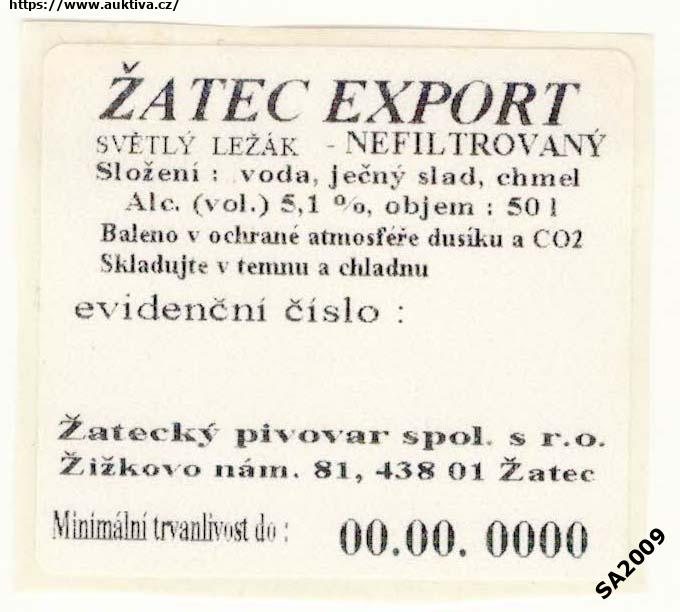 https://www.auktiva.cz/
ŽATEC EXPORT
SVĚTLÝ LEŽÁK - NEFILTROVANÝ
Složení : voda, ječný slad, chmel
Alc. (vol.) 5,1 %, objem : 50 l
Baleno v ochrané atmosféře dusíku a CO2
Skladujte v temnu a chladnu
evidenční číslo :
Žatecký pivovar spol. s r.o.
Žižkovo nám. 81, 438 01 Žatec
Minimální trvanlivost do : 00.00. 0000
SA2009